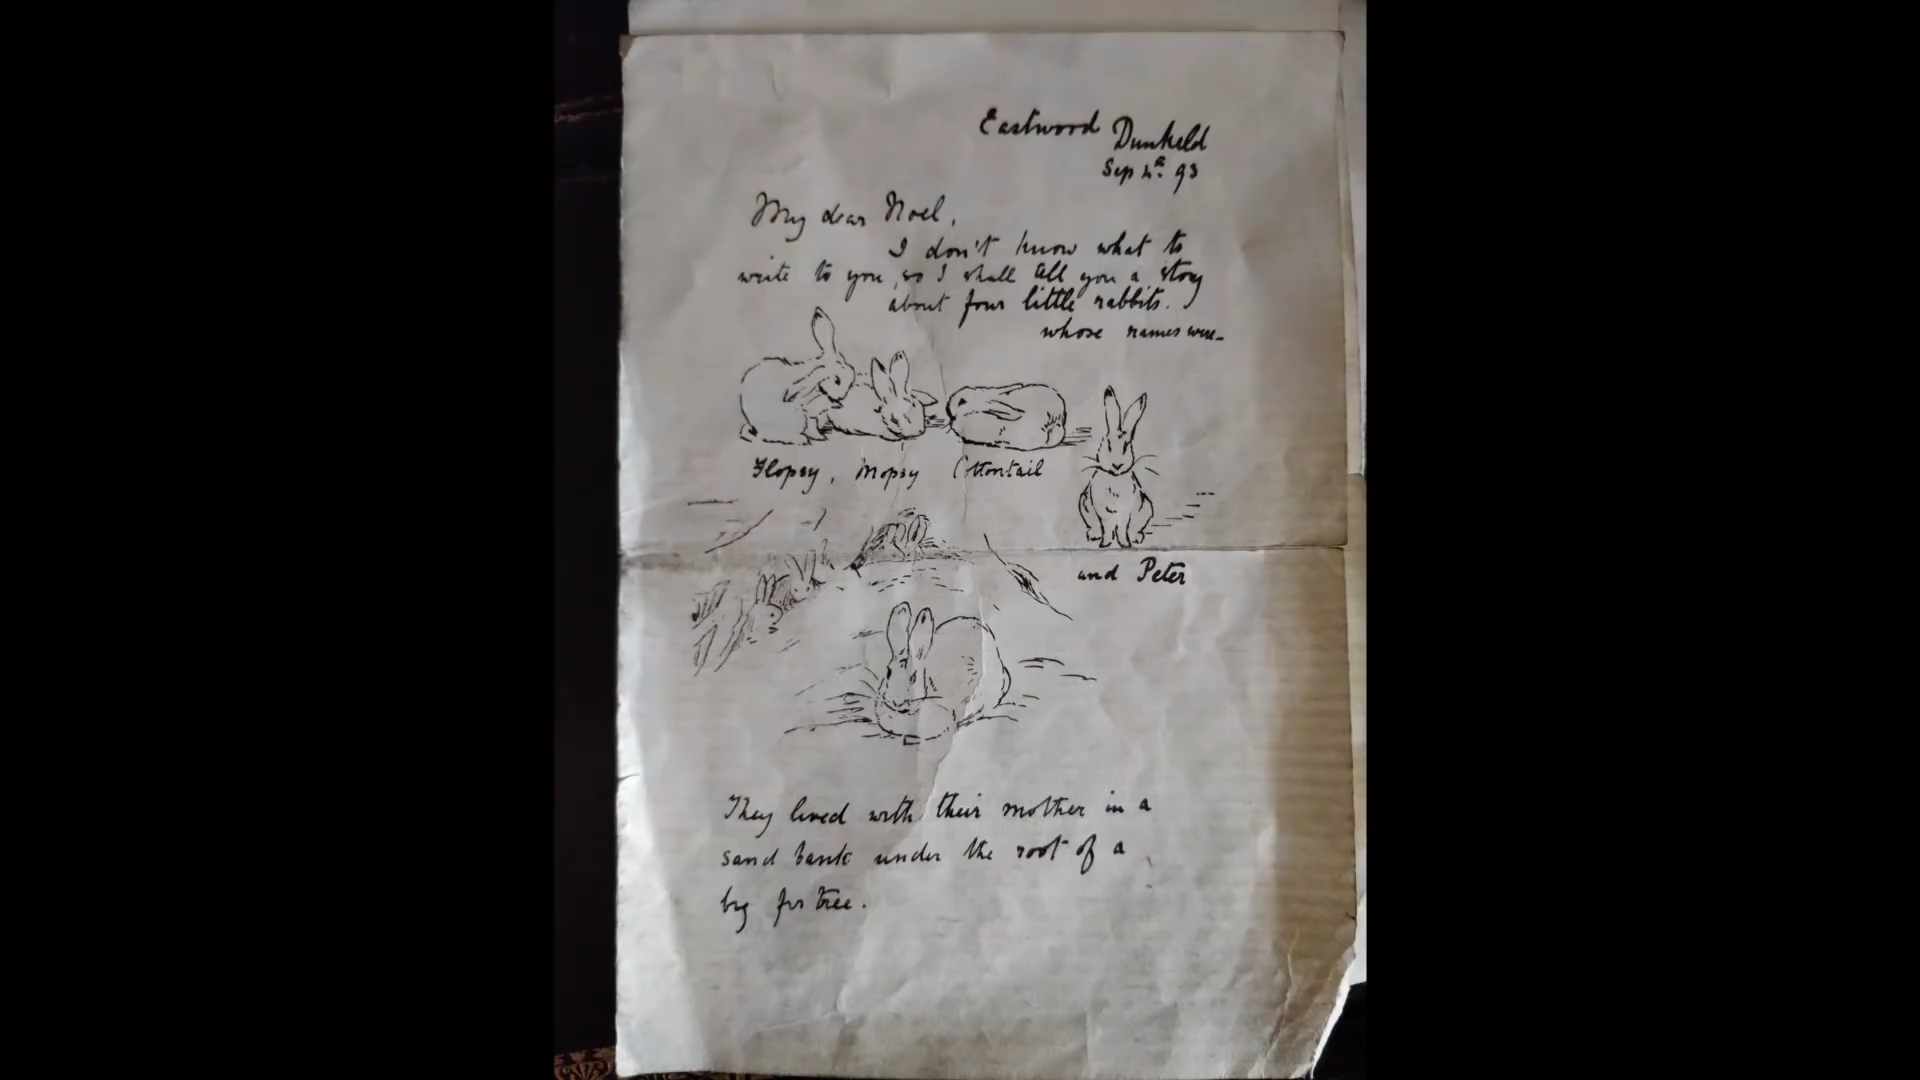 Eastwood Dunkeld
Sep 4th 93
My dear Noel,
I don't know what to
write to you, so I shall tell you a story
about four little rabbits.
whose names were_
Flopsy, Mopsy Cottontail
and Peter
They lived with their mother in a
sand bank under the root of a
big fir tree.